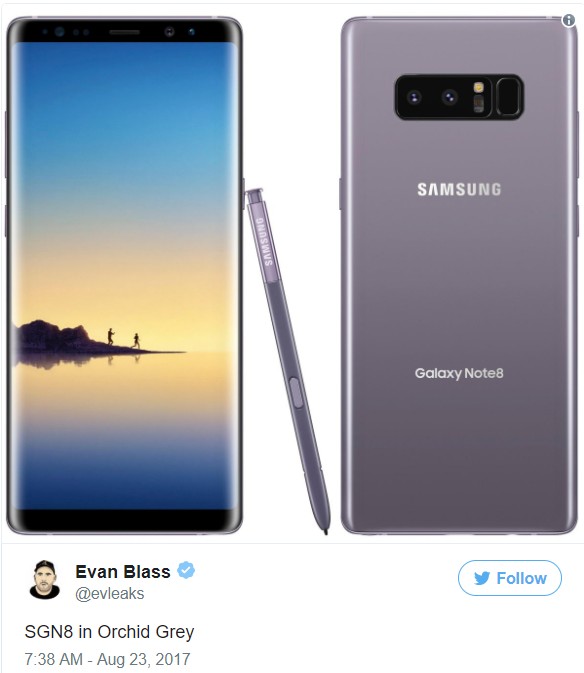 SAMSUNG
SAMSUNG
Galaxy Note8
Evan Blass
@evleaks
Follow
SGN8 in Orchid Grey
7:38 AM - Aug 23, 2017